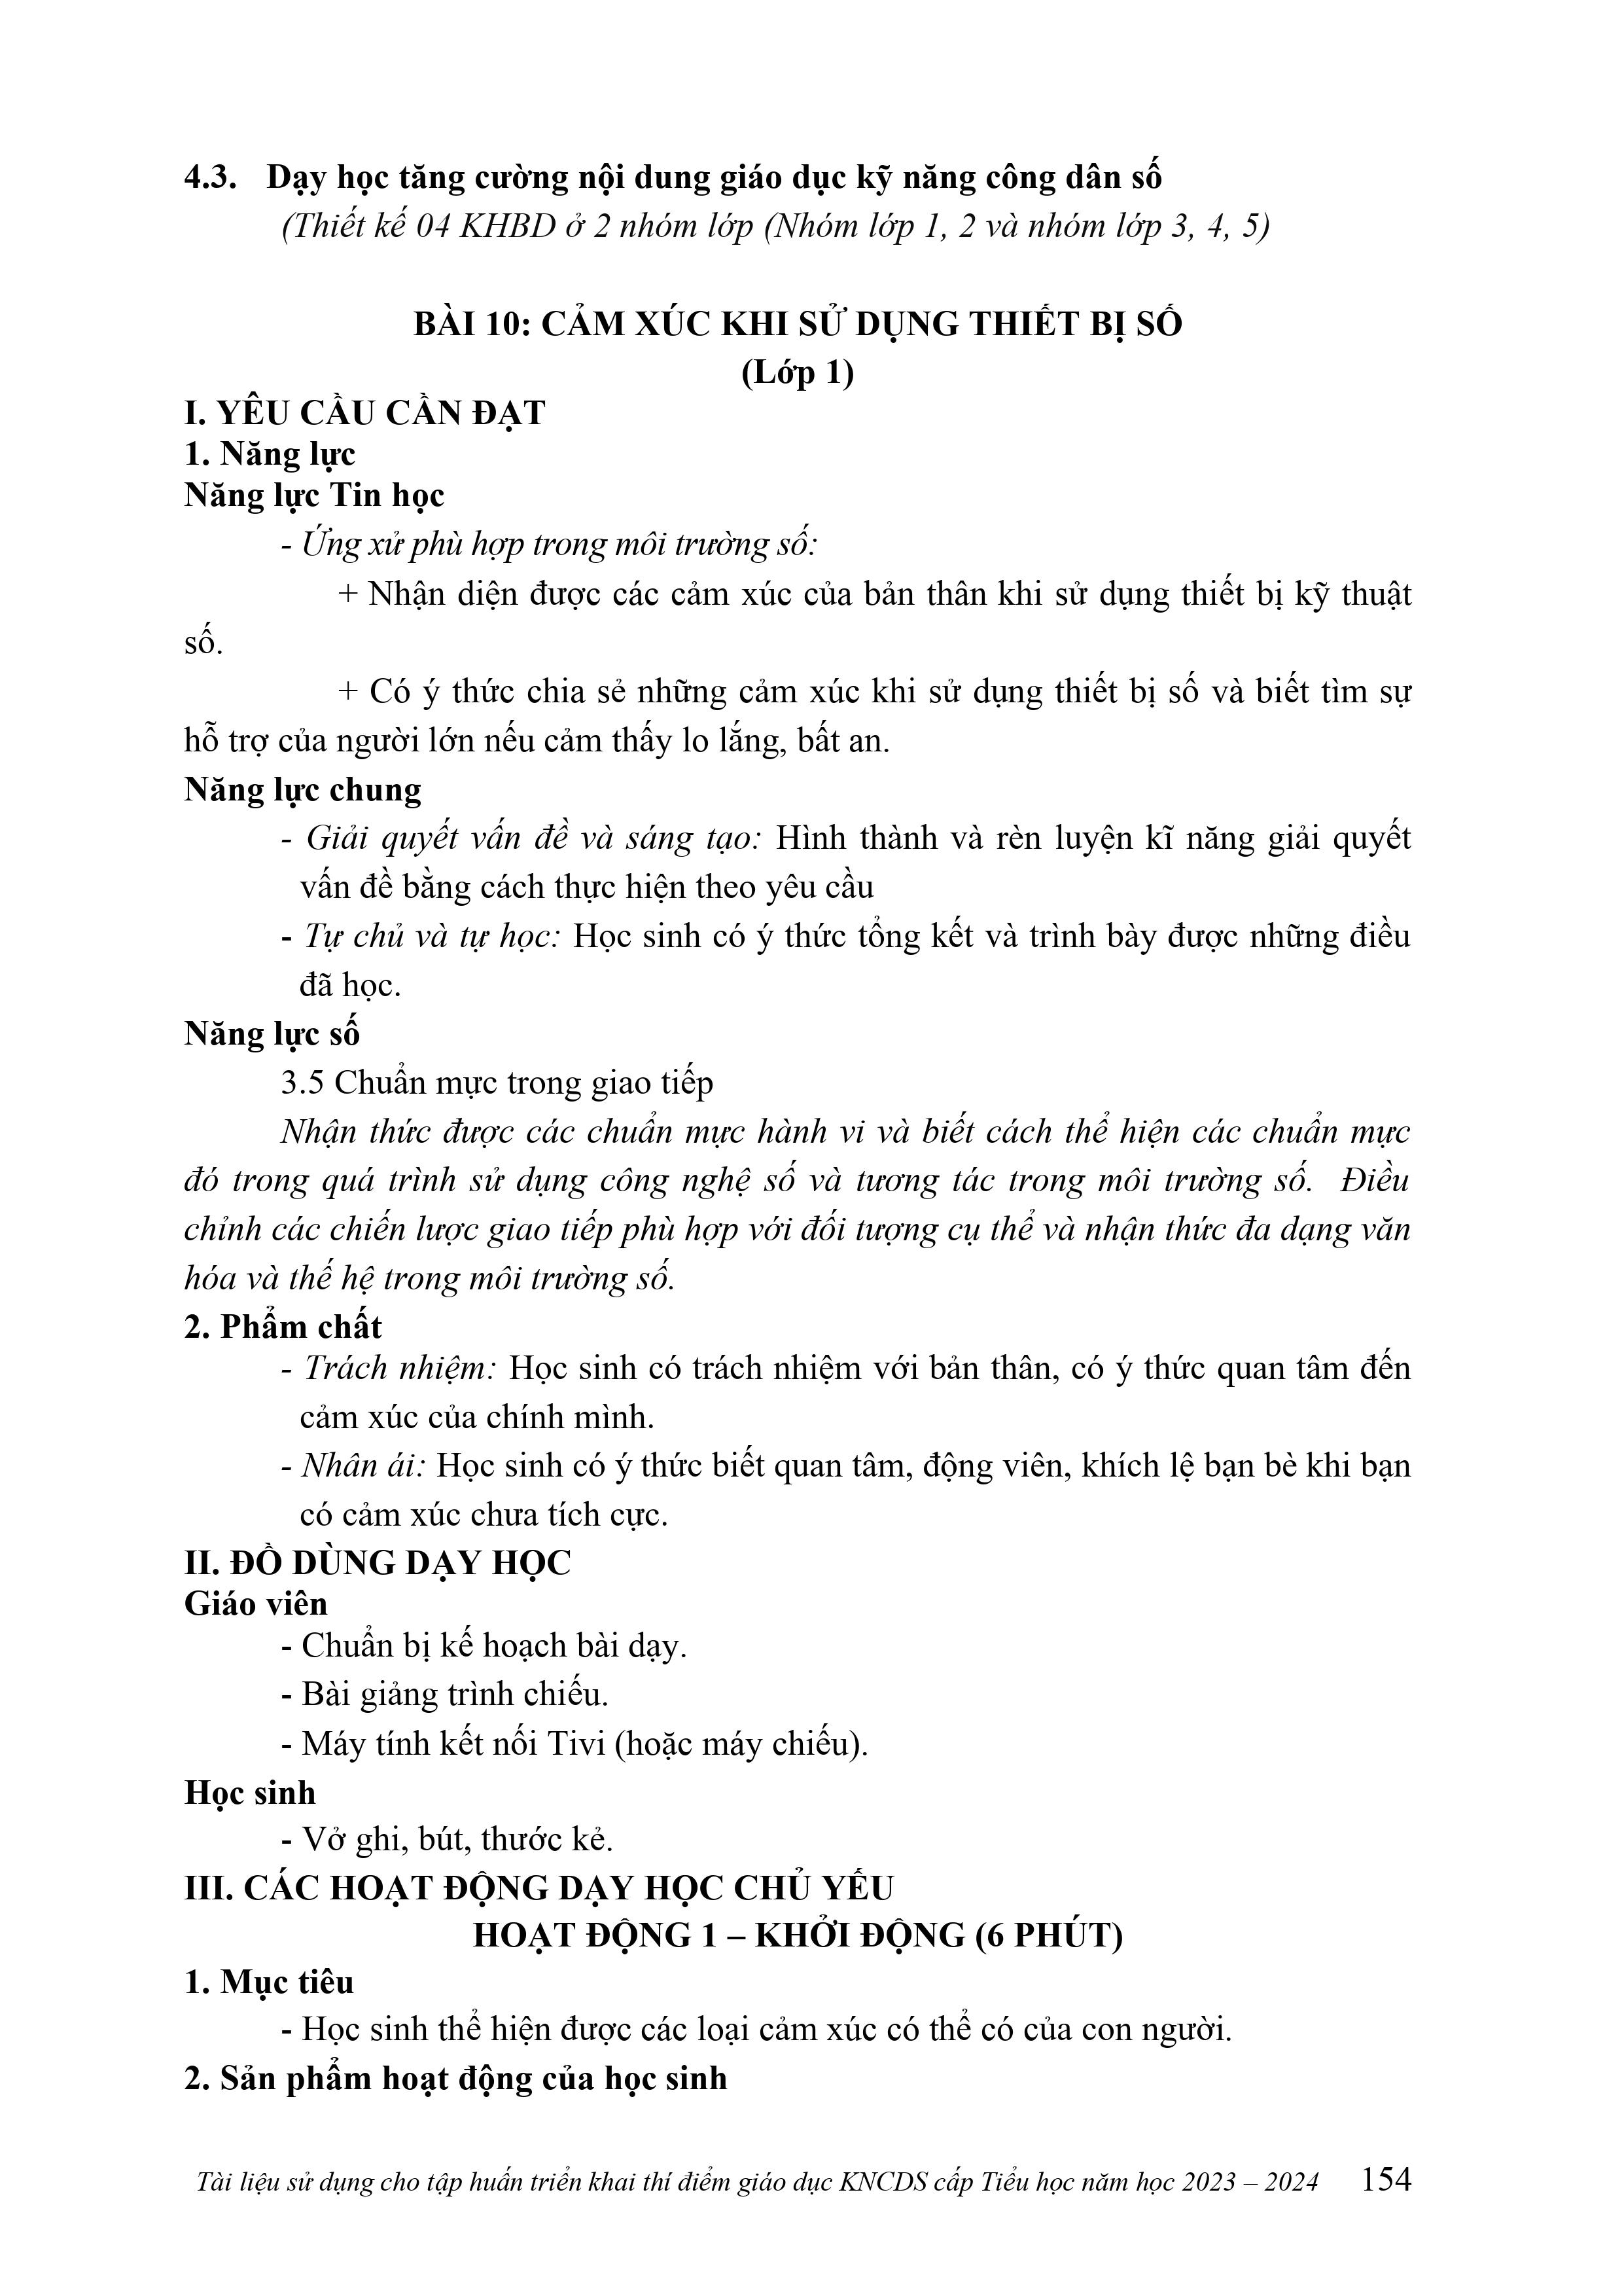 4.3. Dạy học tăng cường nội dung giáo dục kỹ năng công dân số
(Thiết kế 04 KHBD ở 2 nhóm lớp (Nhóm lớp 1, 2 và nhóm lớp 3, 4, 5)
BÀI 10: CẢM XÚC KHI SỬ DỤNG THIẾT BỊ SỐ
(Lớp 1)
I. YÊU CẦU CẦN ĐẠT
1. Năng lực
Năng lực Tin học
- Ứng xử phù hợp trong môi trường số:
+ Nhận diện được các cảm xúc của bản thân khi sử dụng thiết bị kỹ thuật
số.
+ Có ý thức chia sẻ những cảm xúc khi sử dụng thiết bị số và biết tìm sự
hỗ trợ của người lớn nếu cảm thấy lo lắng, bất an.
Năng lực chung
- Giải quyết vấn đề và sáng tạo: Hình thành và rèn luyện kĩ năng giải quyết
vấn đề bằng cách thực hiện theo yêu cầu
- Tự chủ và tự học: Học sinh có ý thức tổng kết và trình bày được những điều
đã học.
Năng lực số
3.5 Chuẩn mực trong giao tiếp
Nhận thức được các chuẩn mực hành vi và biết cách thể hiện các chuẩn mực
đó trong quá trình sử dụng công nghệ số và tương tác trong môi trường số. Điều
chỉnh các chiến lược giao tiếp phù hợp với đối tượng cụ thể và nhận thức đa dạng văn
hóa và thế hệ trong môi trường số.
2. Phẩm chất
- Trách nhiệm: Học sinh có trách nhiệm với bản thân, có ý thức quan tâm đến
cảm xúc của chính mình.
- Nhân ái: Học sinh có ý thức biết quan tâm, động viên, khích lệ bạn bè khi bạn
có cảm xúc chưa tích cực.
II. ĐỒ DÙNG DẠY HỌC
Giáo viên
- Chuẩn bị kế hoạch bài dạy.
- Bài giảng trình chiếu.
- Máy tính kết nối Tivi (hoặc máy chiếu).
Học sinh
- Vở ghi, bút, thước kẻ.
III. CÁC HOẠT ĐỘNG DẠY HỌC CHỦ YẾU
HOẠT ĐỘNG 1 – KHỞI ĐỘNG (6 PHÚT)
1. Mục tiêu
- Học sinh thể hiện được các loại cảm xúc có thể có của con người.
2. Sản phẩm hoạt động của học sinh
Tài liệu sử dụng cho tập huấn triển khai thí điểm giáo dục KNCDS cấp Tiểu học năm học 2023 – 2024 154